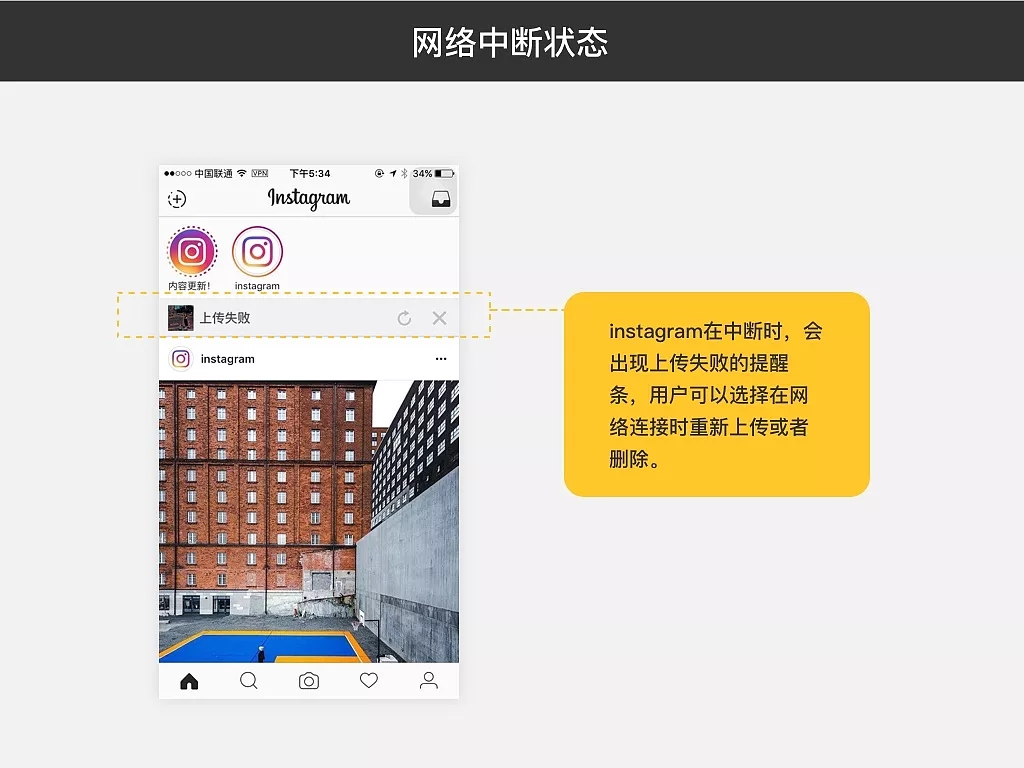 网络中断状态
中国联通 VPN 下午5:34 34%
Instagram
内容更新! instagram
上传失败
instagram
instagram在中断时，会
出现上传失败的提醒
条，用户可以选择在网
络连接时重新上传或者
删除。